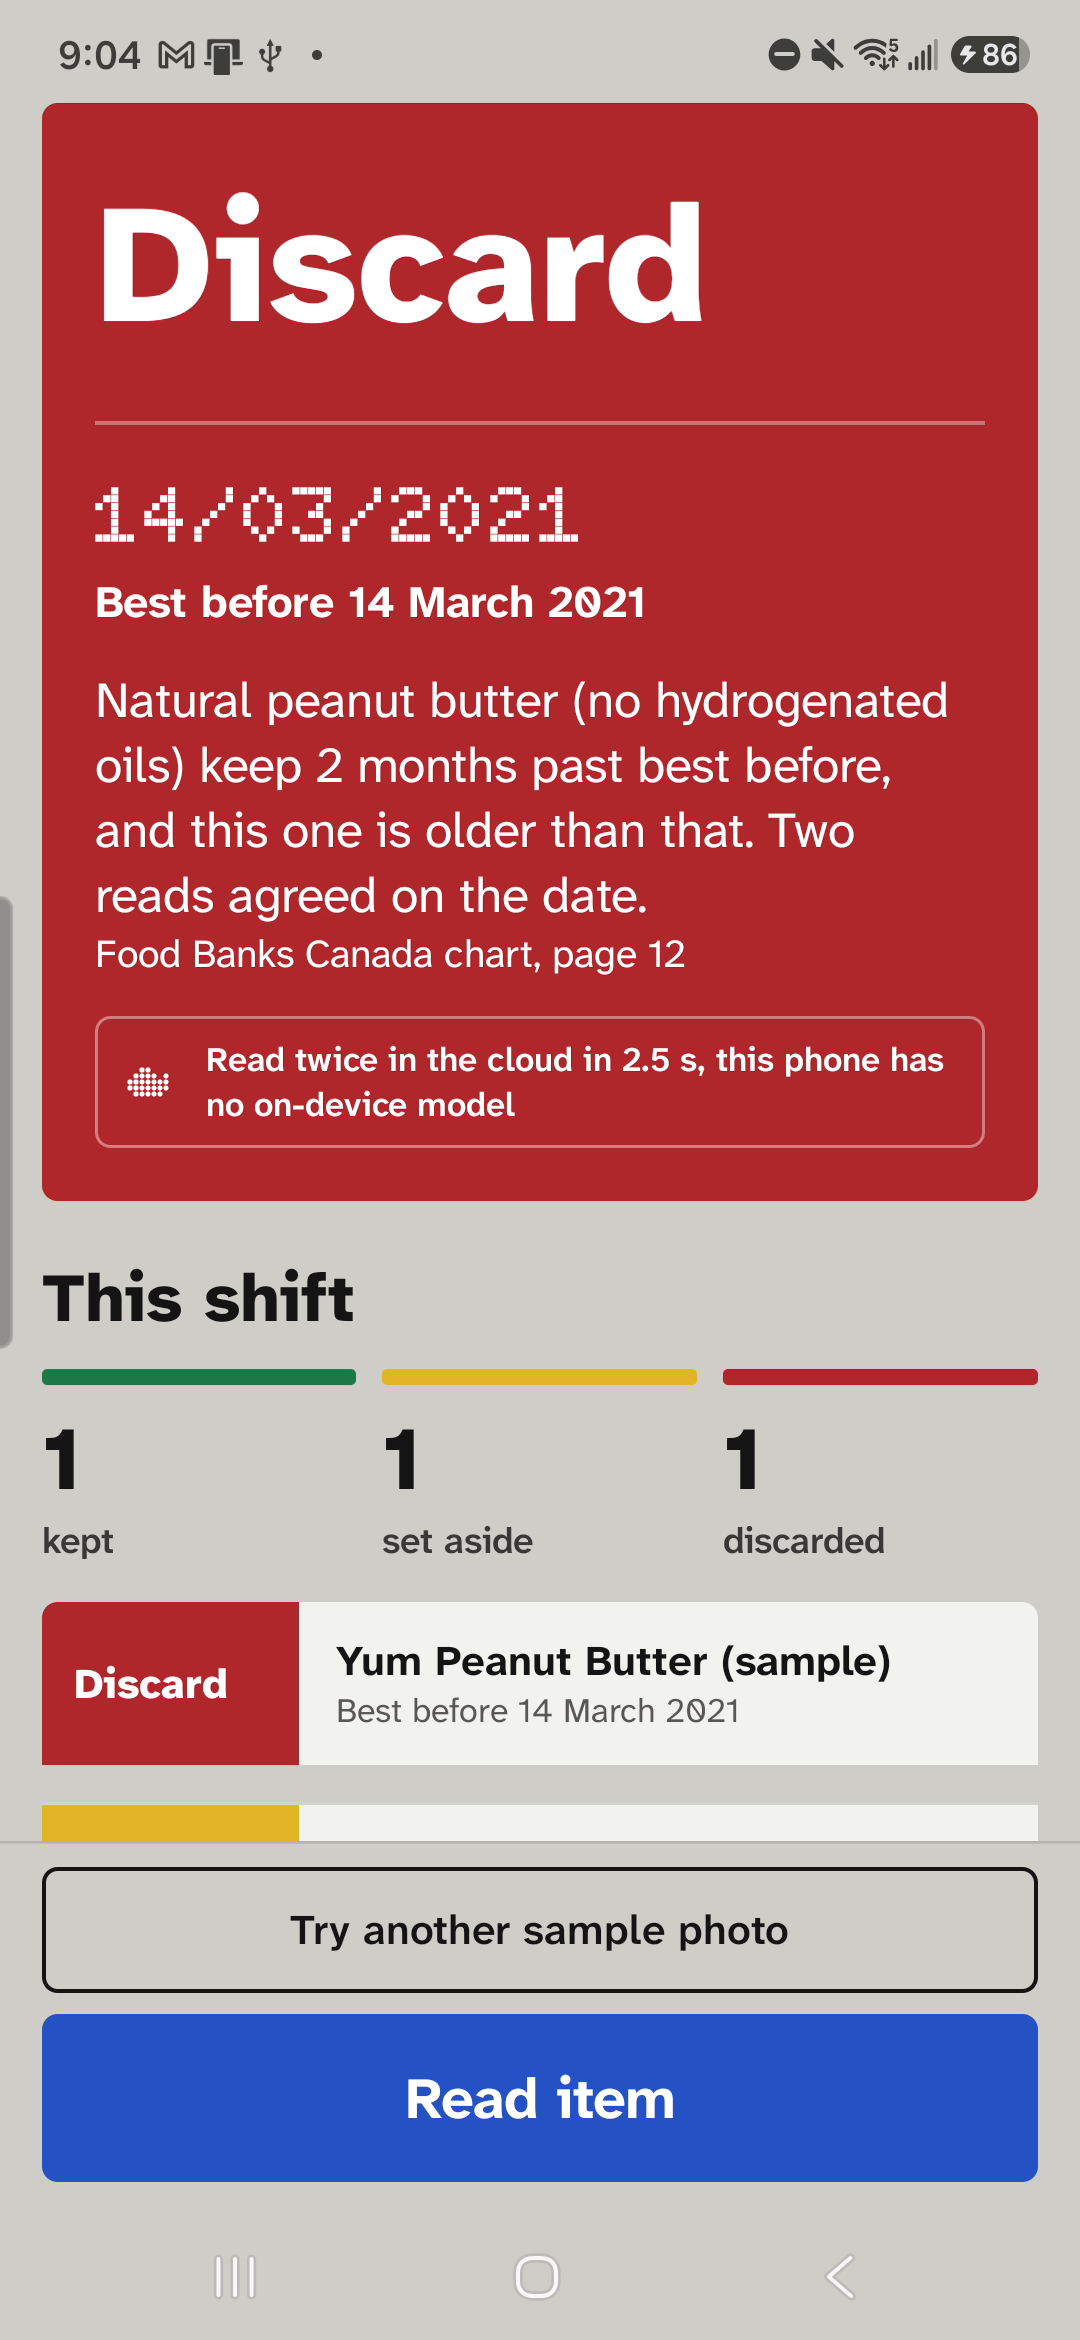 9:04
5
86
Discard
14/03/2021
Best before 14 March 2021
Natural peanut butter (no hydrogenated
oils) keep 2 months past best before,
and this one is older than that. Two
reads agreed on the date.
Food Banks Canada chart, page 12
Read twice in the cloud in 2.5 s, this phone has
no on-device model
This shift
1
1
1
kept
set aside
discarded
Discard
Yum Peanut Butter (sample)
Best before 14 March 2021
Try another sample photo
Read item